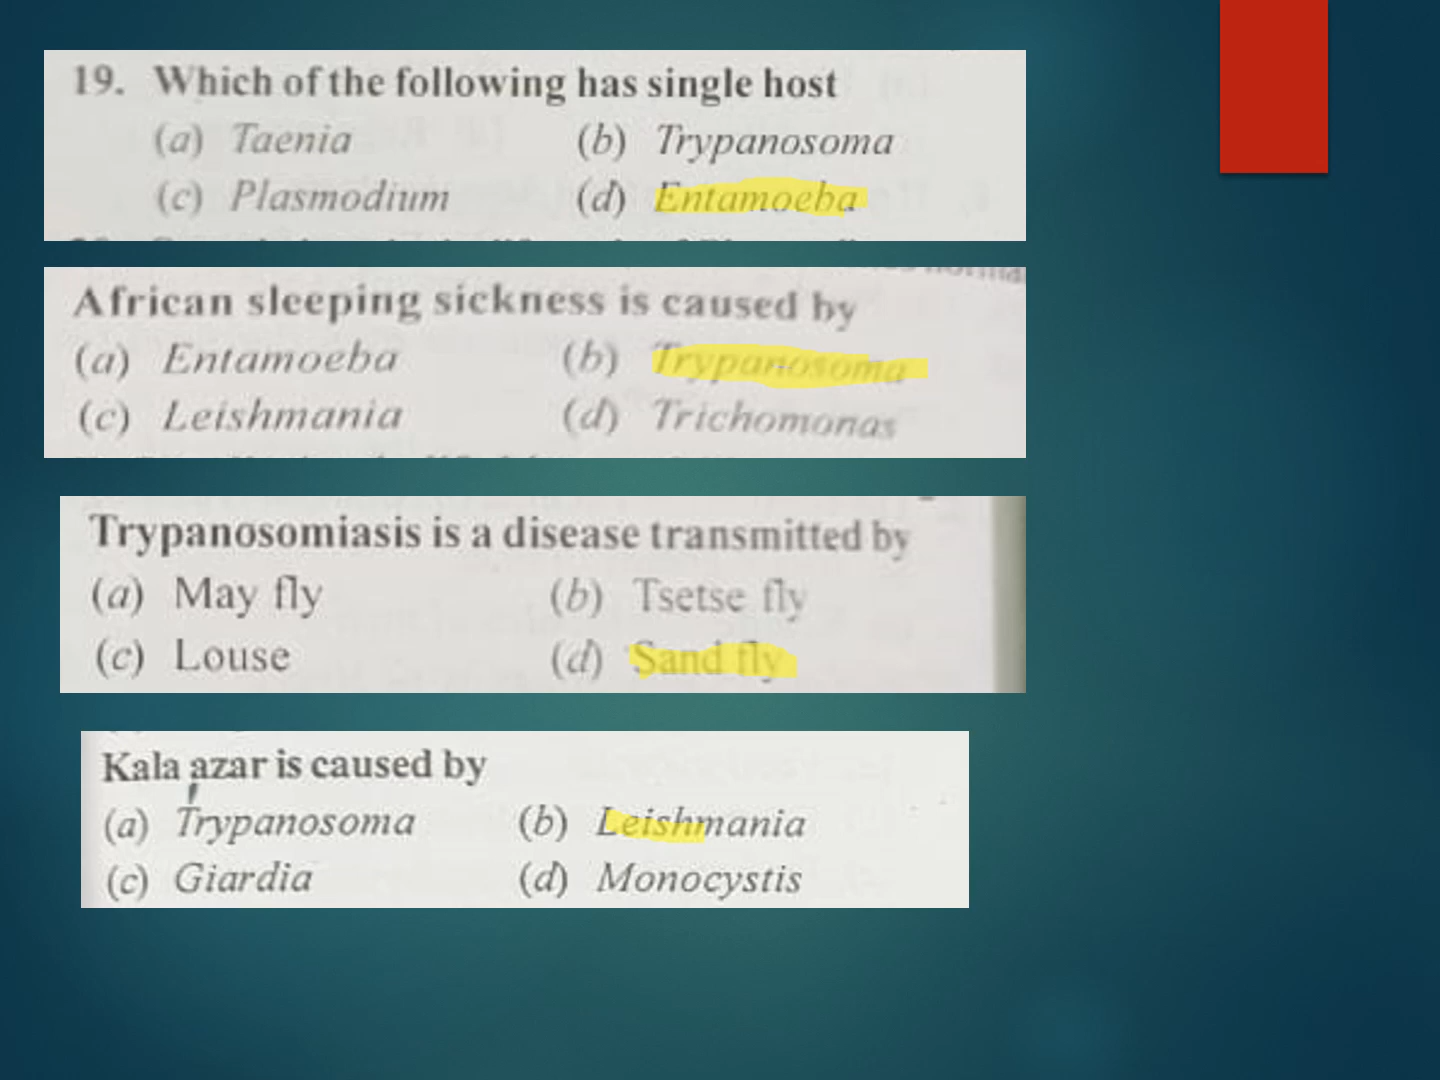 19. Which of the following has single host
(a) Taenia (b) Trypanosoma
(c) Plasmodium (d) Entamoeba
African sleeping sickness is caused by
(a) Entamoeba (b) Trypanosoma
(c) Leishmania (d) Trichomonas
Trypanosomiasis is a disease transmitted by
(a) May fly (b) Tsetse fly
(c) Louse (d) Sand fly
Kala azar is caused by
(a) Trypanosoma (b) Leishmania
(c) Giardia (d) Monocystis